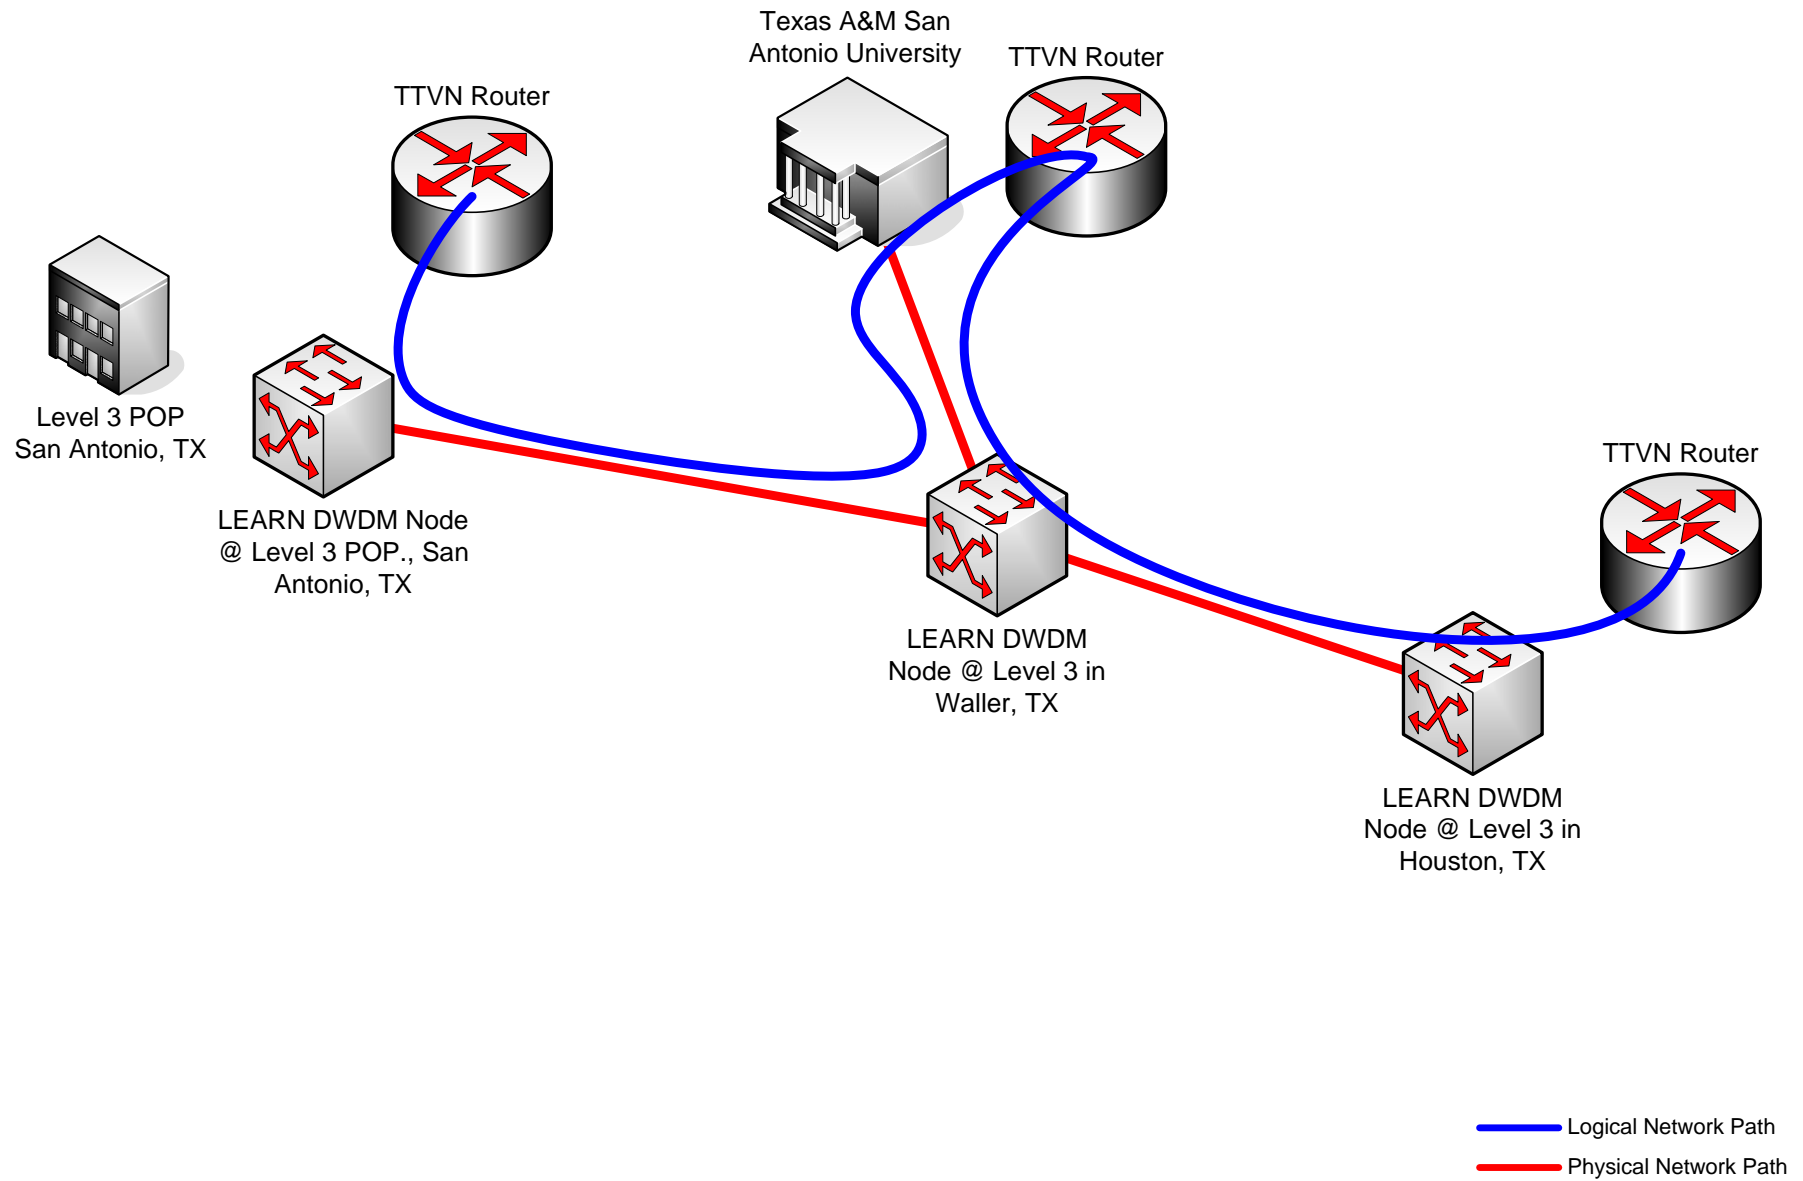 Texas A&M San
Antonio University
TTVN Router
TTVN Router
Level 3 POP
San Antonio, TX
LEARN DWDM Node
@ Level 3 POP., San
Antonio, TX
TTVN Router
LEARN DWDM
Node @ Level 3 in
Waller, TX
LEARN DWDM
Node @ Level 3 in
Houston, TX
Logical Network Path
Physical Network Path